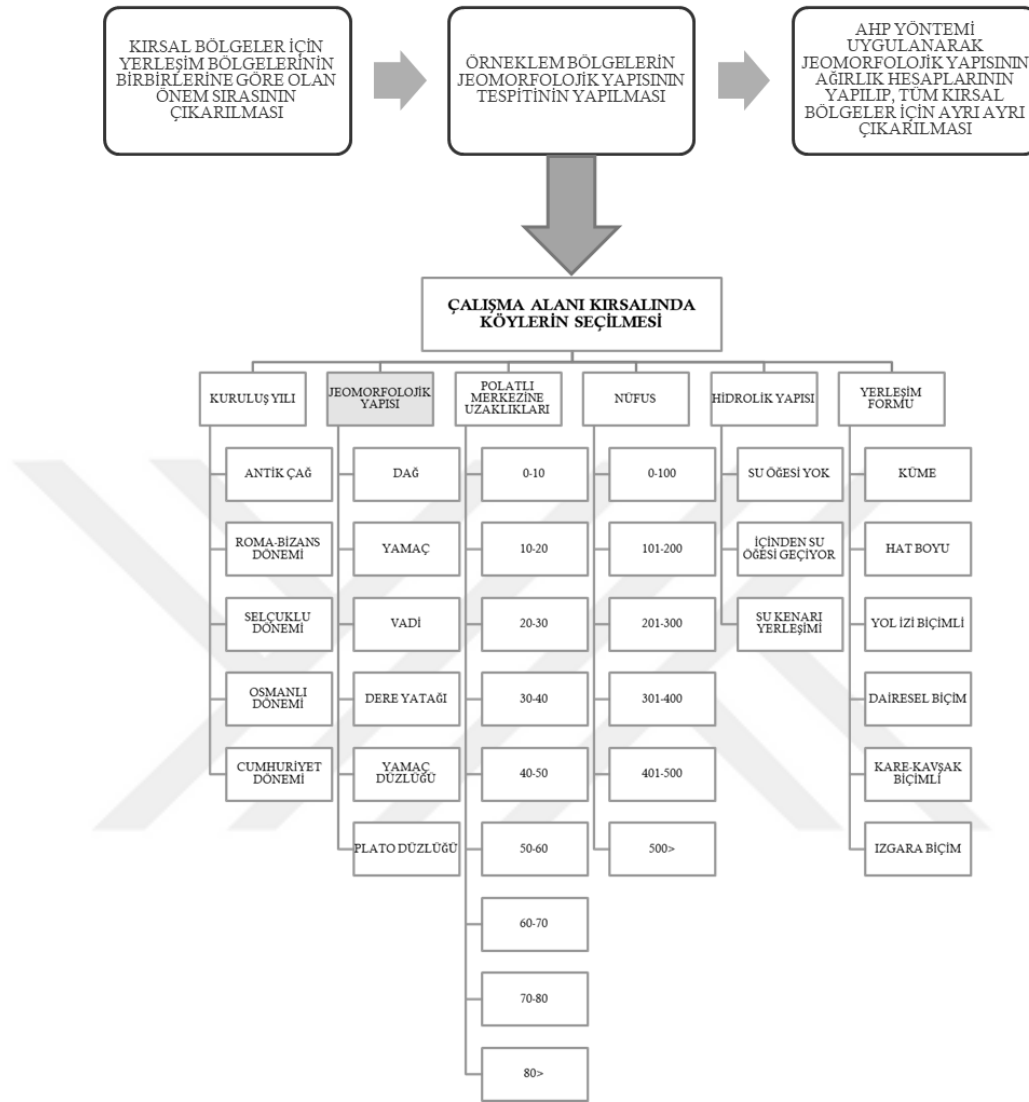 KIRSAL BÖLGELER İÇİN
YERLEŞİM BÖLGELERİNİN
BİRBİRLERİNE GÖRE OLAN
ÖNEM SIRASININ
ÇIKARILMASI
ÖRNEKLEM BÖLGELERİN
JEOMORFOLOJİK YAPISININ
TESPİTİNİN YAPILMASI
AHP YÖNTEMİ
UYGULANARAK
JEOMORFOLOJİK YAPISININ
AĞIRLIK HESAPLARININ
YAPILIP, TÜM KIRSAL
BÖLGELER İÇİN AYRI AYRI
ÇIKARILMASI
ÇALIŞMA ALANI KIRSALINDA
KÖYLERİN SEÇİLMESİ
KURULUŞ YILI
ANTİK ÇAĞ
ROMA-BİZANS
DÖNEMİ
SELÇUKLU
DÖNEMİ
OSMANLI
DÖNEMİ
CUMHURİYET
DÖNEMİ
JEOMORFOLOJİK
YAPISI
DAĞ
YAMAÇ
VADİ
DERE YATAĞI
YAMAÇ
DÜZLÜĞÜ
PLATO DÜZLÜĞÜ
POLATLI
MERKEZİNE
UZAKLIKLARI
0-10
10-20
20-30
30-40
40-50
50-60
60-70
70-80
80>
NÜFUS
0-100
101-200
201-300
301-400
401-500
500>
HİDROLİK YAPISI
SU ÖĞESİ YOK
İÇİNDEN SU
ÖĞESİ GEÇİYOR
SU KENARI
YERLEŞİMİ
YERLEŞİM
FORMU
KÜME
HAT BOYU
YOL İZİ BİÇİMLİ
DAİRESEL BİÇİM
KARE-KAVŞAK
BİÇİMLİ
IZGARA BİÇİM